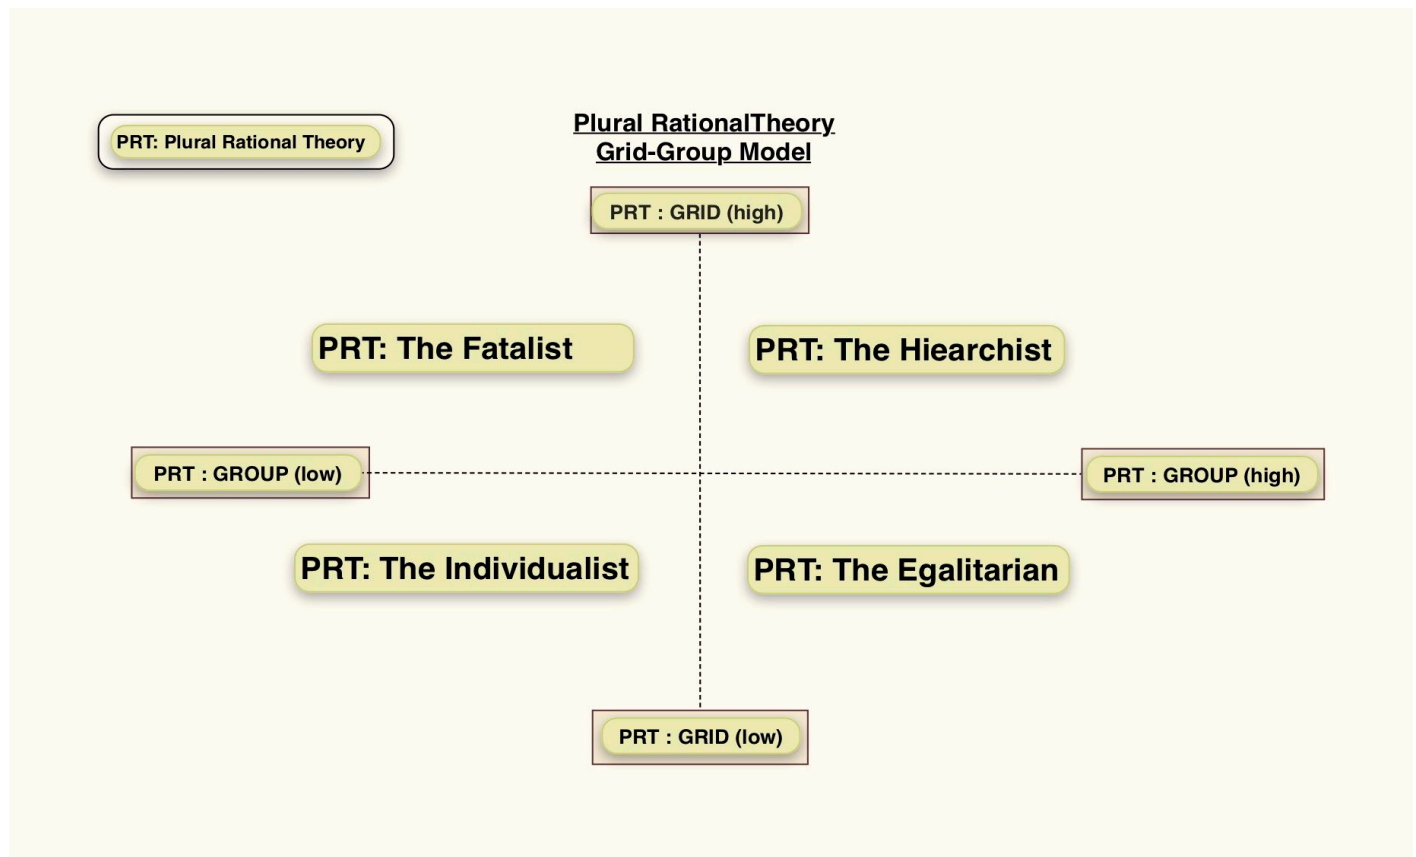 Plural RationalTheory
Grid-Group Model
PRT: Plural Rational Theory
PRT : GRID (high)
PRT: The Fatalist
PRT: The Hiearchist
PRT : GROUP (low)
PRT : GROUP (high)
PRT: The Individualist
PRT: The Egalitarian
PRT : GRID (low)